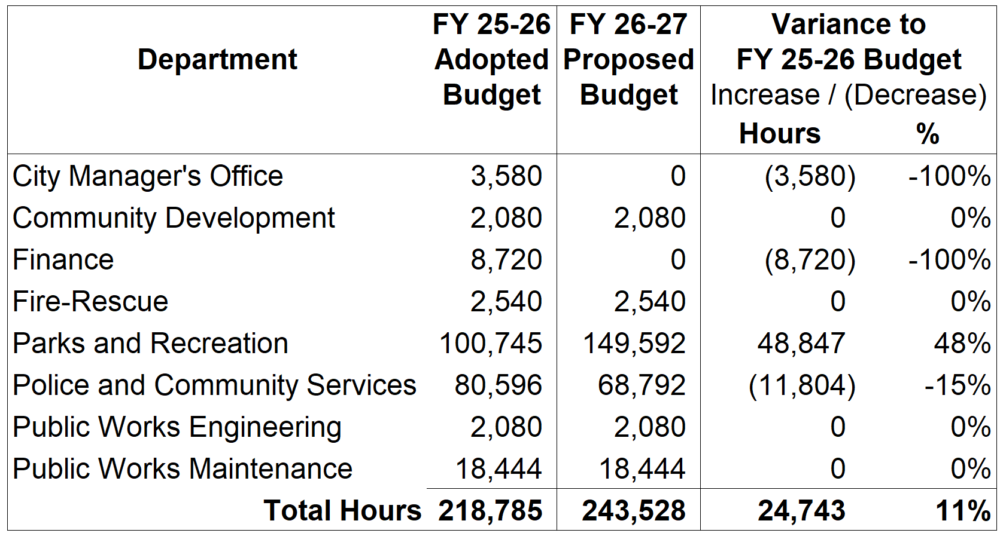 FY 25-26 FY 26-27 Variance to
Department Adopted Proposed FY 25-26 Budget
Budget Budget Increase / (Decrease)
Hours %
City Manager's Office 3,580 0 (3,580) -100%
Community Development 2,080 2,080 0 0%
Finance 8,720 0 (8,720) -100%
Fire-Rescue 2,540 2,540 0 0%
Parks and Recreation 100,745 149,592 48,847 48%
Police and Community Services 80,596 68,792 (11,804) -15%
Public Works Engineering 2,080 2,080 0 0%
Public Works Maintenance 18,444 18,444 0 0%
Total Hours 218,785 243,528 24,743 11%